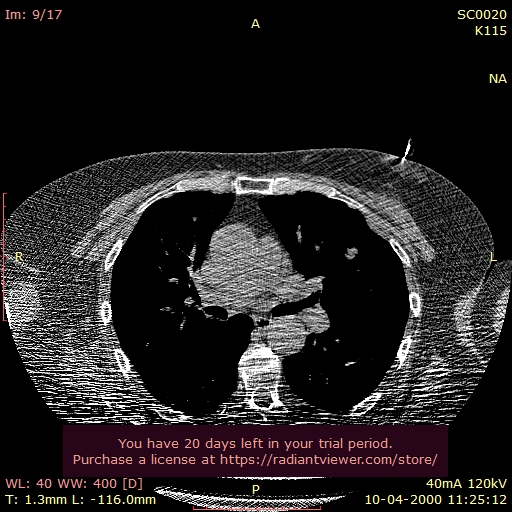 Im: 9/17
SC0020
K115
A
NA
R
L
You have 20 days left in your trial period.
Purchase a license at https://radiantviewer.com/store/
WL: 40 WW: 400 [D]
P
40mA 120kV
T: 1.3mm L: -116.0mm
10-04-2000 11:25:12